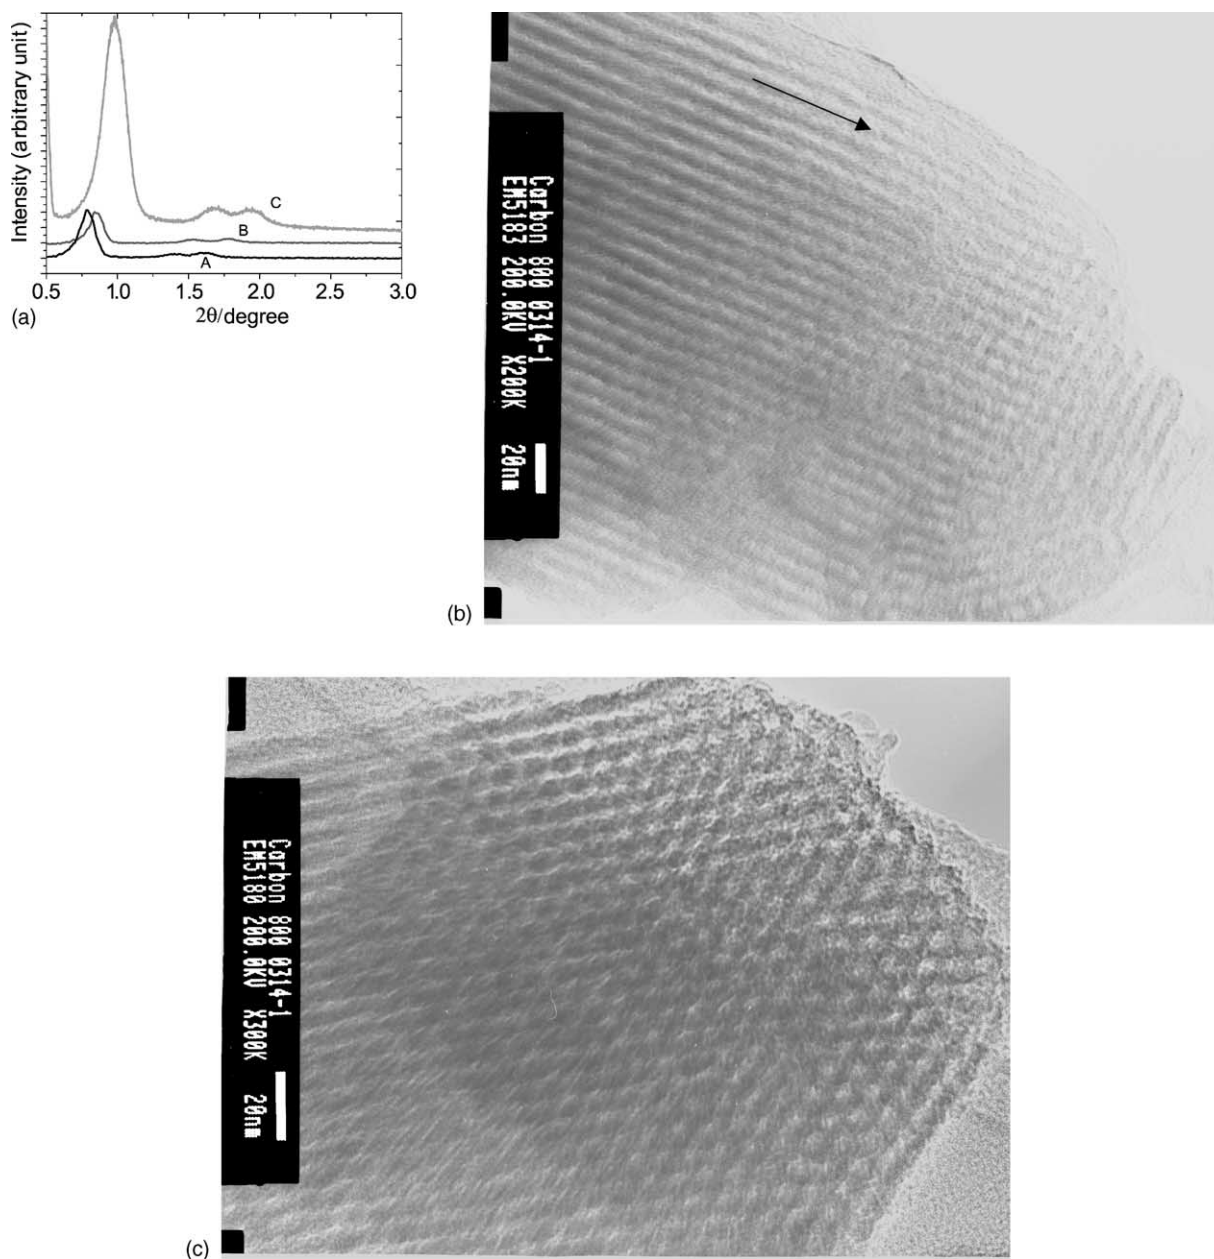 Intensity (arbitrary unit)
C
B
A
0.5 1.0 1.5 2.0 2.5 3.0
2θ/degree
(a)
Carbon 800 0314-1
EM5183 200.0KV X200K 20nm
(b)
Carbon 800 0314-1
EM5180 200.0KV X300K 20nm
(c)